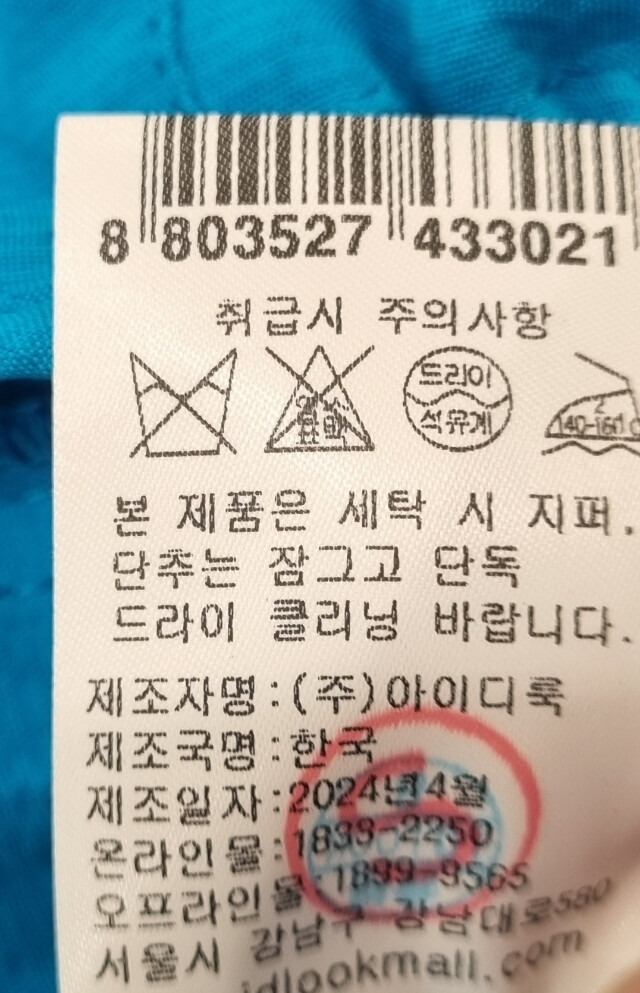 8 803527 433021
취급시 주의사항
드라이
석유계
2
140-160℃
본 제품은 세탁 시 지퍼.
단추는 잠그고 단독
드라이 클리닝 바랍니다.
제조자명:(주)아이디룩
제조국명:한국
제조일자:2024년4월
온라인몰:1833-2250
오프라인몰 1899-9565
서울시 강남구 강남대로580
idlookmall.com